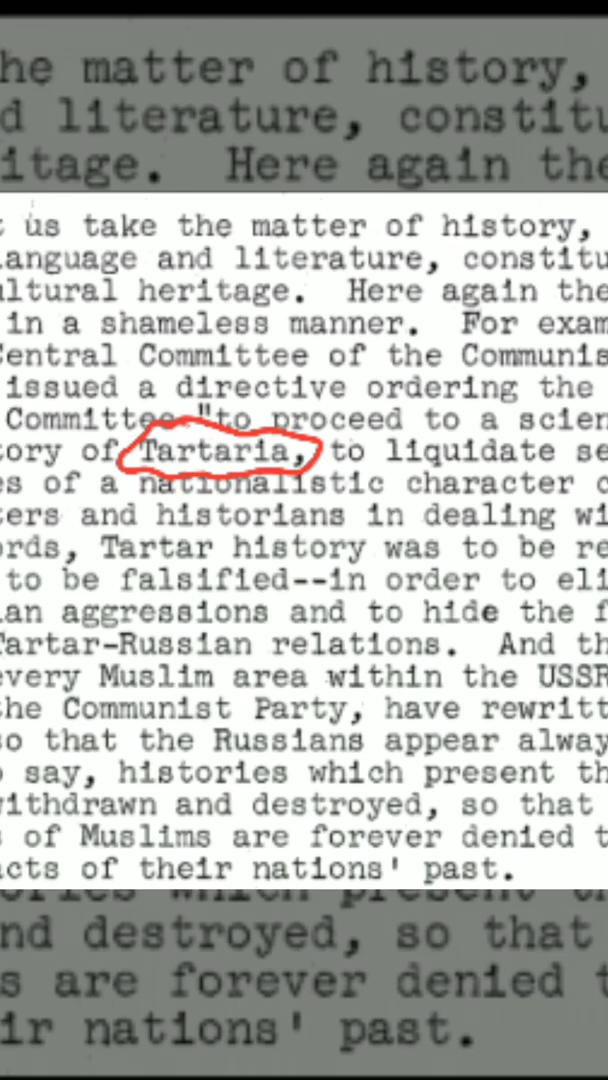 he matter of history,
d literature, constitu
itage. Here again the
t us take the matter of history,
anguage and literature, constitu
ultural heritage. Here again the
in a shameless manner. For exam
Central Committee of the Communis
issued a directive ordering the
Committee "to proceed to a scien
tory of Tartaria, to liquidate se
es of a nationalistic character c
ters and historians in dealing wi
ords, Tartar history was to be re
to be falsified--in order to eli
ian aggressions and to hide the f
Tartar-Russian relations. And th
every Muslim area within the USSR
the Communist Party, have rewritt
so that the Russians appear alway
o say, histories which present th
withdrawn and destroyed, so that
s of Muslims are forever denied t
acts of their nations' past.
nd destroyed, so that
s are forever denied t
ir nations' past.